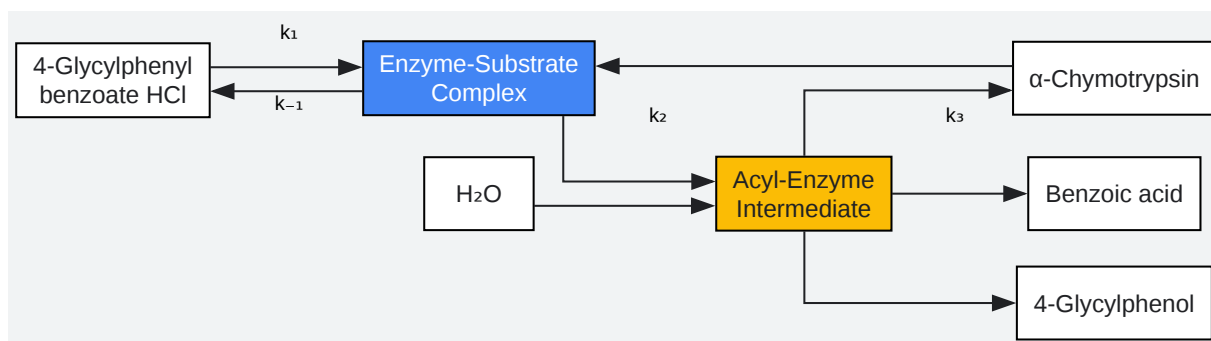 k₁
4-Glycylphenyl
benzoate HCl
k₋₁
Enzyme-Substrate
Complex
α-Chymotrypsin
k₂
k₃
H₂O
Acyl-Enzyme
Intermediate
Benzoic acid
4-Glycylphenol